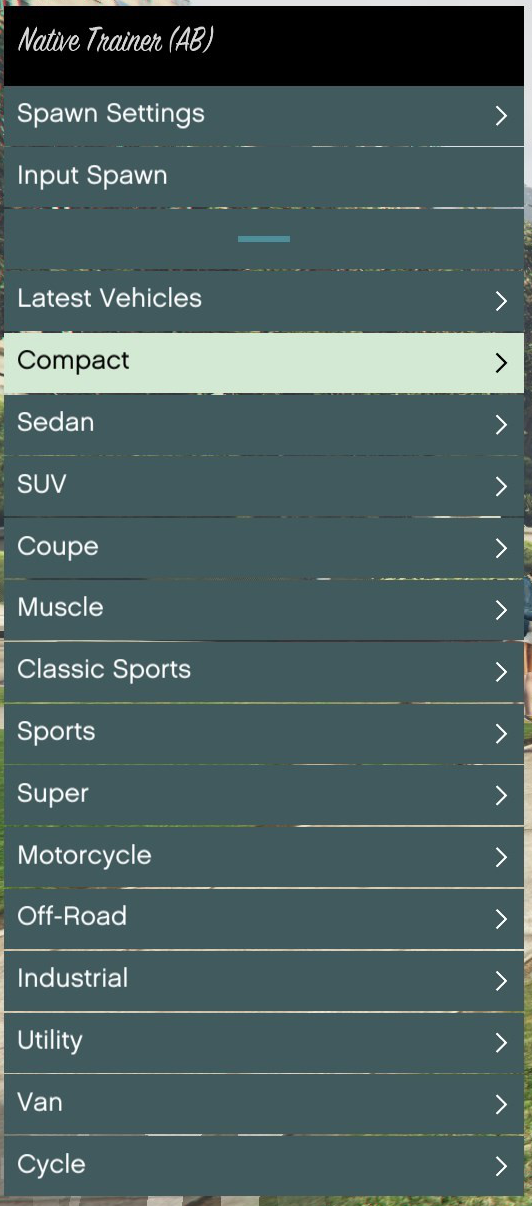 Native Trainer (AB)
Spawn Settings
Input Spawn
Latest Vehicles
Compact
Sedan
SUV
Coupe
Muscle
Classic Sports
Sports
Super
Motorcycle
Off-Road
Industrial
Utility
Van
Cycle